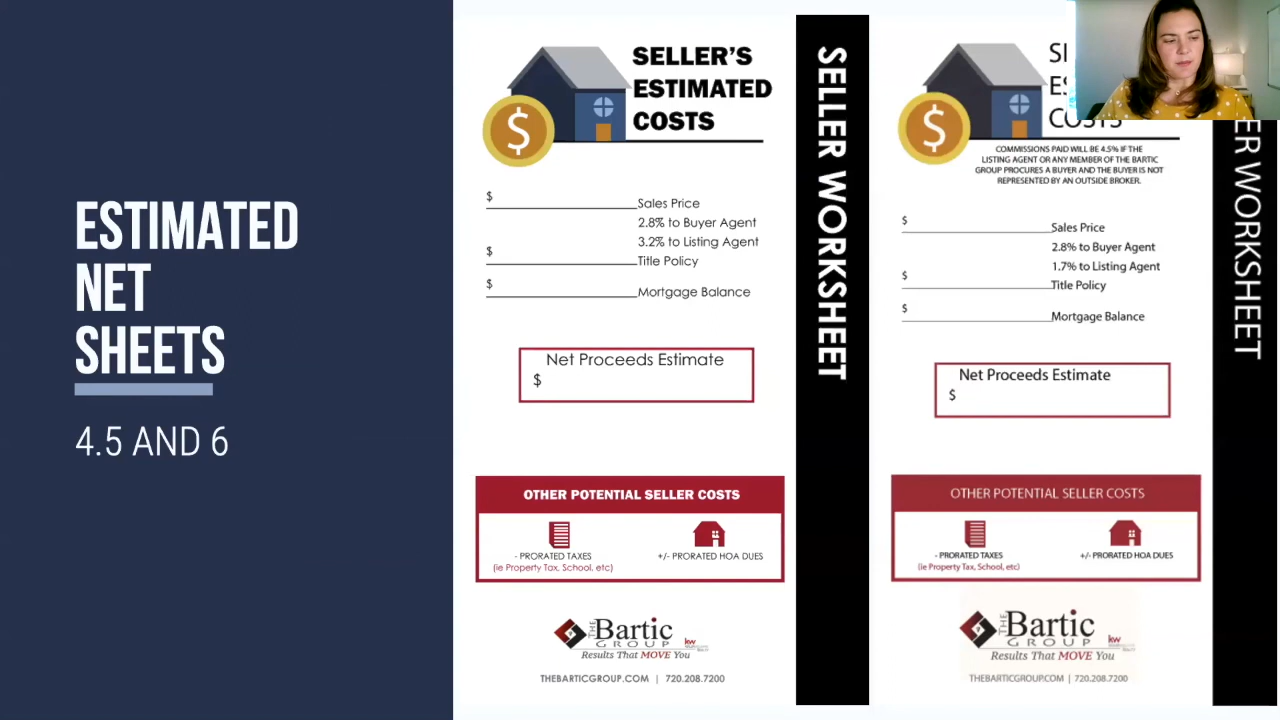 ESTIMATED
NET
SHEETS
4.5 AND 6
SELLER'S
ESTIMATED
COSTS
$
$ Sales Price
2.8% to Buyer Agent
3.2% to Listing Agent
$ Title Policy
$ Mortgage Balance
Net Proceeds Estimate
$
OTHER POTENTIAL SELLER COSTS
- PRORATED TAXES
(ie Property Tax, School, etc)
+/- PRORATED HOA DUES
THE Bartic
GROUP
kw
Results That MOVE You
THEBARTICGROUP.COM | 720.208.7200
SELLER WORKSHEET
COSTS
$
COMMISSIONS PAID WILL BE 4.5% IF THE
LISTING AGENT OR ANY MEMBER OF THE BARTIC
GROUP PROCURES A BUYER AND THE BUYER IS NOT
REPRESENTED BY AN OUTSIDE BROKER.
$ Sales Price
2.8% to Buyer Agent
1.7% to Listing Agent
$ Title Policy
$ Mortgage Balance
Net Proceeds Estimate
$
OTHER POTENTIAL SELLER COSTS
- PRORATED TAXES
(ie Property Tax, School, etc)
+/- PRORATED HOA DUES
THE Bartic
GROUP
kw
Results That MOVE You
THEBARTICGROUP.COM | 720.208.7200
WORKSHEET